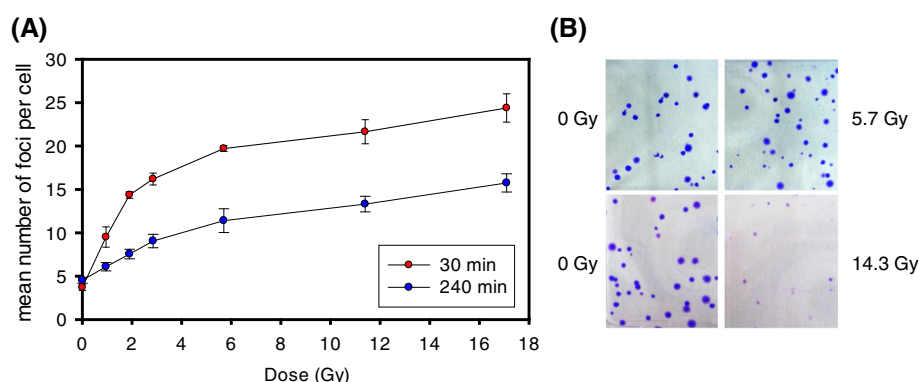 (A)
mean number of foci per cell
30
25
20
15
10
5
0
0 2 4 6 8 10 12 14 16 18
Dose (Gy)
30 min
240 min
(B)
0 Gy
5.7 Gy
0 Gy
14.3 Gy